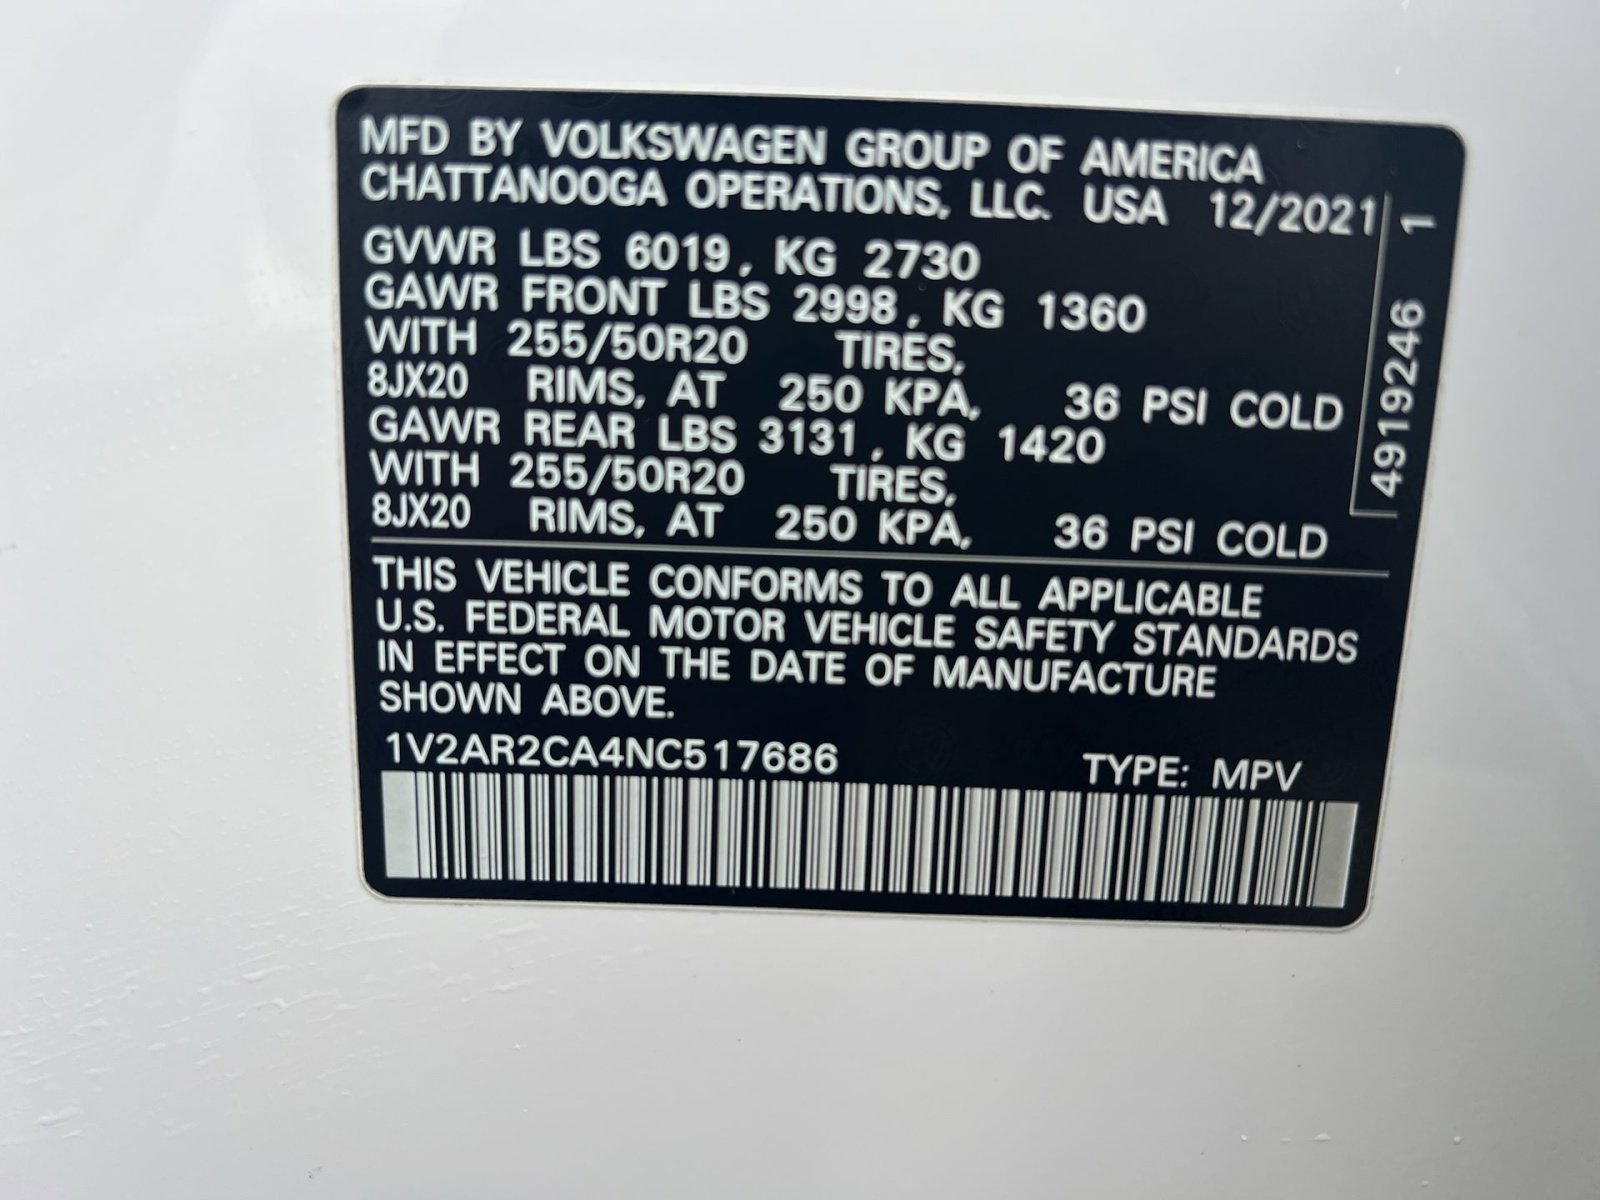 MFD BY VOLKSWAGEN GROUP OF AMERICA
CHATTANOOGA OPERATIONS, LLC. USA 12/2021
GVWR LBS 6019, KG 2730
GAWR FRONT LBS 2998, KG 1360
WITH 255/50R20 TIRES,
8JX20 RIMS, AT 250 KPA, 36 PSI COLD
GAWR REAR LBS 3131, KG 1420
WITH 255/50R20 TIRES,
8JX20 RIMS, AT 250 KPA, 36 PSI COLD
4919246 1
THIS VEHICLE CONFORMS TO ALL APPLICABLE
U.S. FEDERAL MOTOR VEHICLE SAFETY STANDARDS
IN EFFECT ON THE DATE OF MANUFACTURE
SHOWN ABOVE.
1V2AR2CA4NC517686 TYPE: MPV